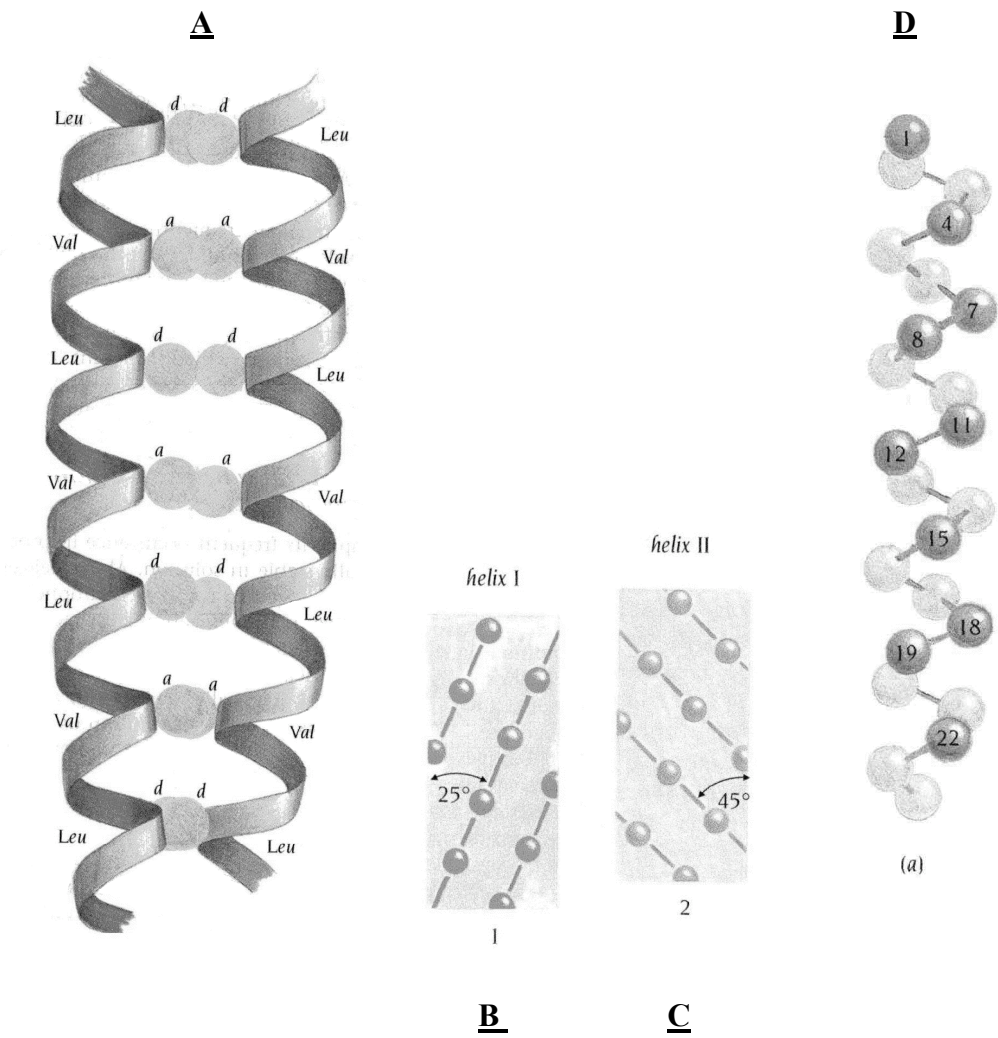 A
D
d d
Leu Leu
a a
Val Val
d d
Leu Leu
a a
Val Val
d d
Leu Leu
a a
Val Val
d d
Leu Leu
helix I
helix II
25°
45°
1
2
1
4
7
8
11
12
15
18
19
22
(a)
B
C